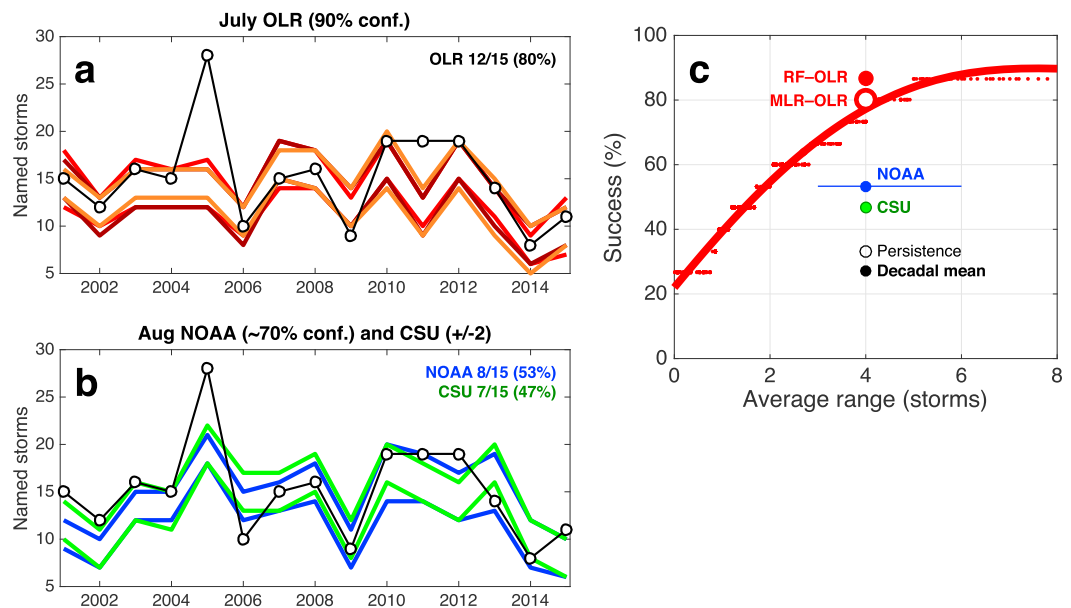 July OLR (90% conf.)
a
OLR 12/15 (80%)
Named storms
30
25
20
15
10
5
2002 2004 2006 2008 2010 2012 2014
Aug NOAA (~70% conf.) and CSU (+/-2)
b
NOAA 8/15 (53%)
CSU 7/15 (47%)
Named storms
30
25
20
15
10
5
2002 2004 2006 2008 2010 2012 2014
c
RF–OLR
MLR–OLR
NOAA
CSU
Persistence
Decadal mean
Success (%)
100
80
60
40
20
0
0 2 4 6 8
Average range (storms)